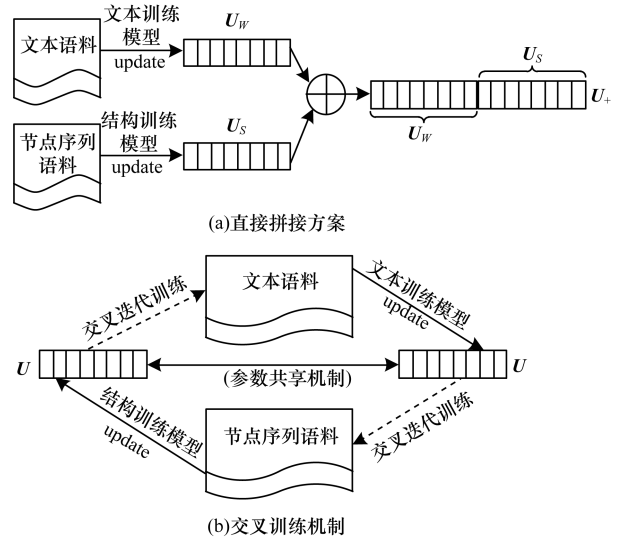 文本语料
文本训练
模型
update
U_W
节点序列
语料
结构训练
模型
update
U_S
U_S
U_+
U_W
(a)直接拼接方案
交叉迭代训练
文本语料
文本训练模型
update
U
(参数共享机制)
U
结构训练模型
update
节点序列语料
交叉迭代训练
(b)交叉训练机制